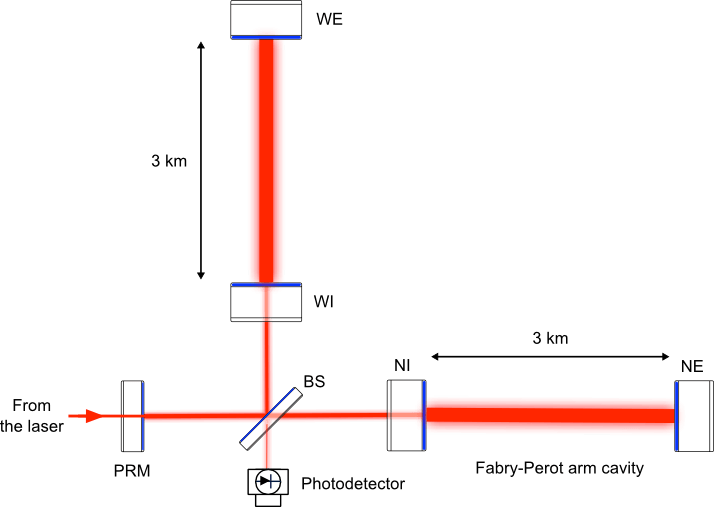 WE
3 km
WI
3 km
NI
NE
BS
From
the laser
PRM
Fabry-Perot arm cavity
Photodetector